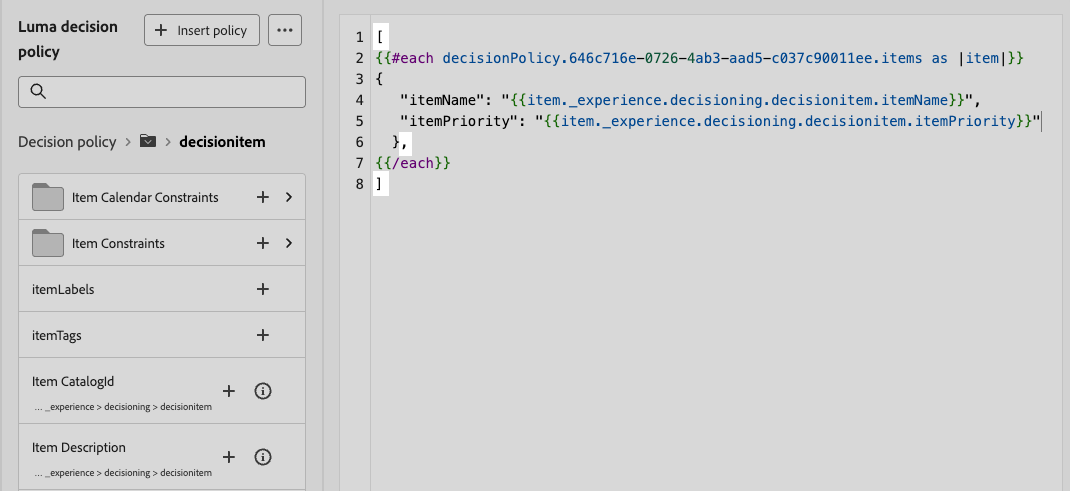 Luma decision
policy
+ Insert policy
...
Decision policy > > decisionitem
Item Calendar Constraints + >
Item Constraints + >
itemLabels +
itemTags +
Item CatalogId +
... _experience > decisioning > decisionitem
Item Description +
... _experience > decisioning > decisionitem
1 [
2 {{#each decisionPolicy.646c716e-0726-4ab3-aad5-c037c90011ee.items as |item|}}
3 {
4 "itemName": "{{item._experience.decisioning.decisionitem.itemName}}",
5 "itemPriority": "{{item._experience.decisioning.decisionitem.itemPriority}}"
6 },
7 {{/each}}
8 ]